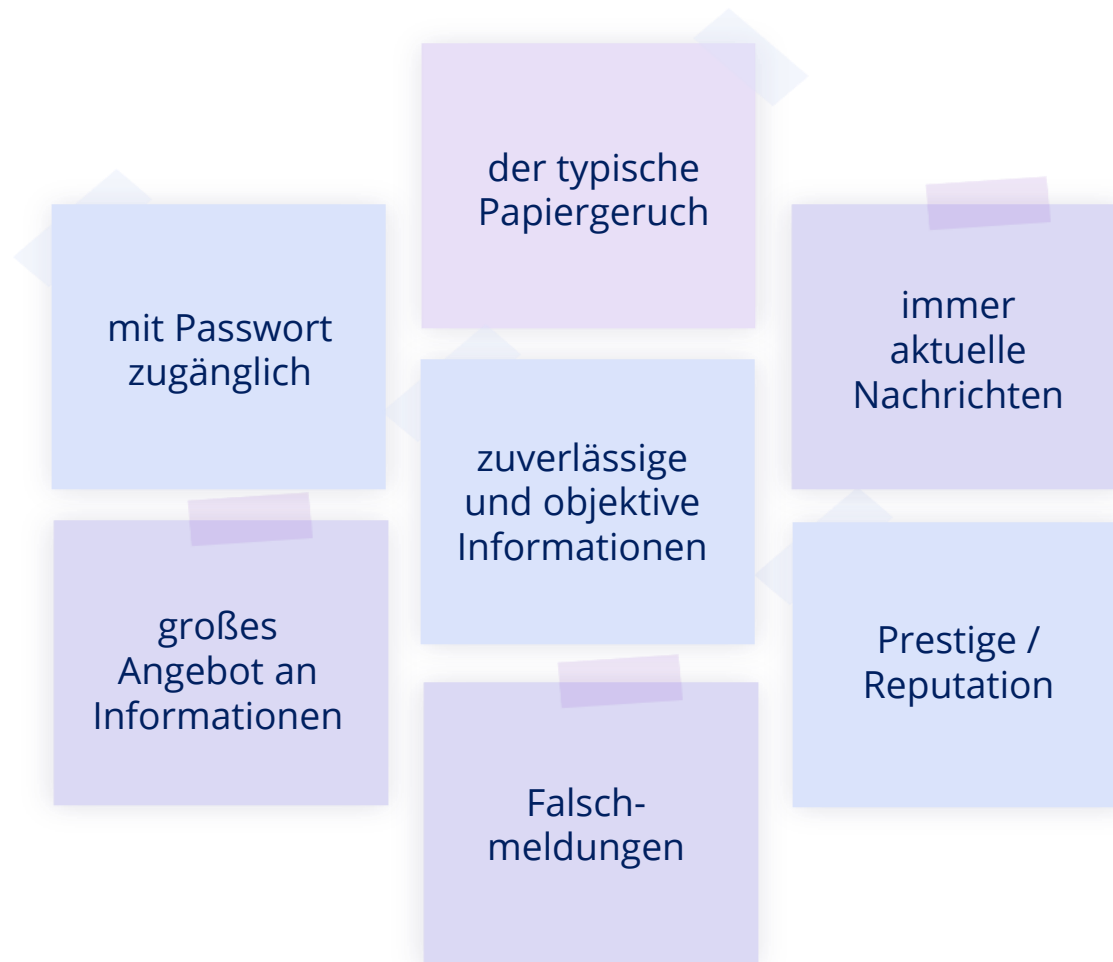 der typische
Papiergeruch
mit Passwort
zugänglich
immer
aktuelle
Nachrichten
zuverlässige
und objektive
Informationen
großes
Angebot an
Informationen
Prestige /
Reputation
Falsch-
meldungen